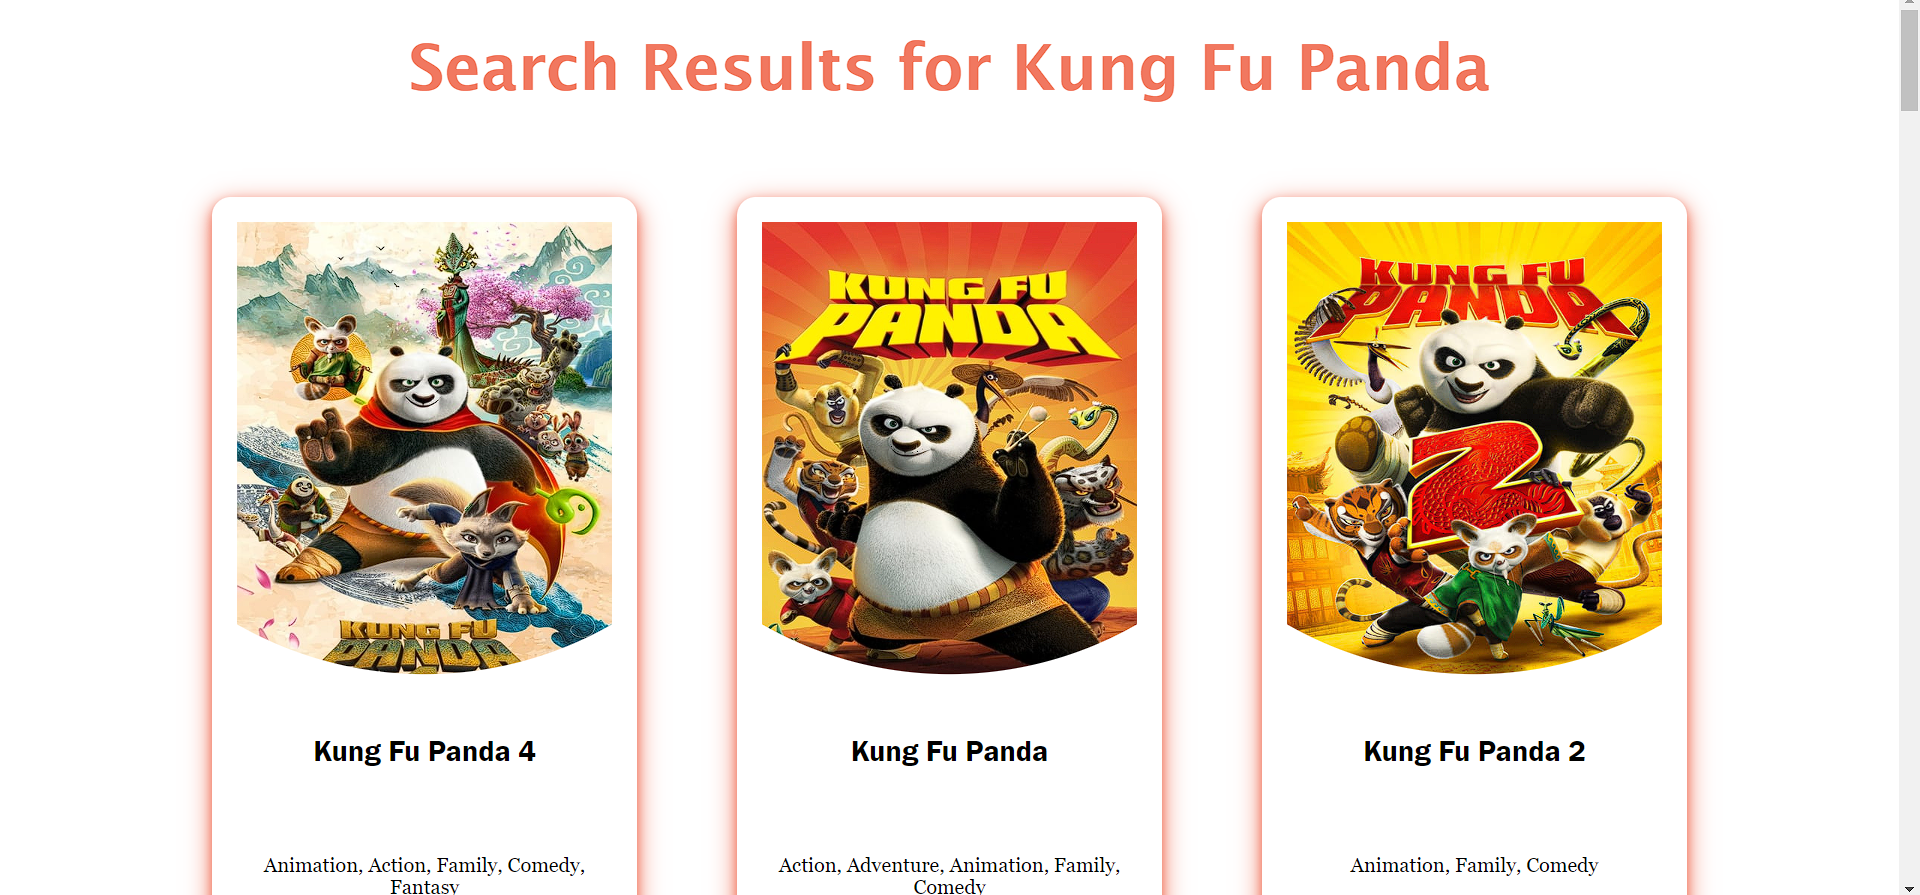 Search Results for Kung Fu Panda
KUNG FU
PANDA
KUNG FU
PANDA
KUNG FU
PANDA
2
Kung Fu Panda 4
Kung Fu Panda
Kung Fu Panda 2
Animation, Action, Family, Comedy,
Fantasy
Action, Adventure, Animation, Family,
Comedy
Animation, Family, Comedy